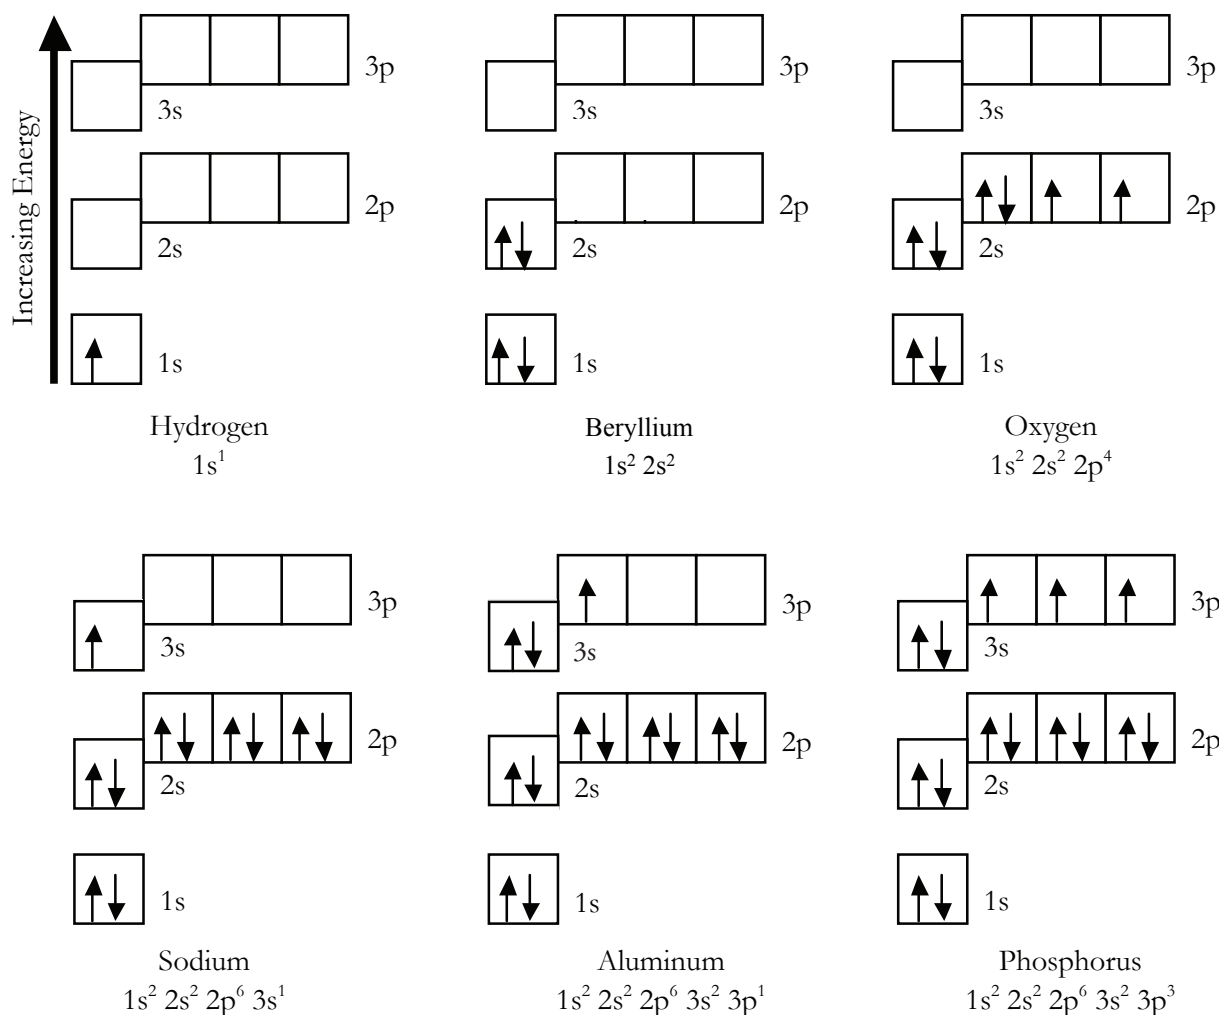 Increasing Energy
3p
3s
2p
2s
1s
Hydrogen
1s¹
3p
3s
2p
2s
1s
Beryllium
1s² 2s²
3p
3s
2p
2s
1s
Oxygen
1s² 2s² 2p⁴
3p
3s
2p
2s
1s
Sodium
1s² 2s² 2p⁶ 3s¹
3p
3s
2p
2s
1s
Aluminum
1s² 2s² 2p⁶ 3s² 3p¹
3p
3s
2p
2s
1s
Phosphorus
1s² 2s² 2p⁶ 3s² 3p³